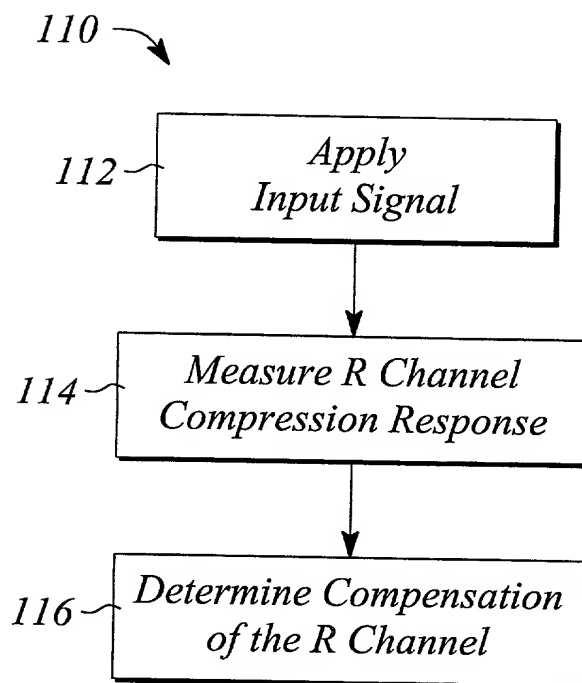 110
112
Apply
Input Signal
114
Measure R Channel
Compression Response
116
Determine Compensation
of the R Channel